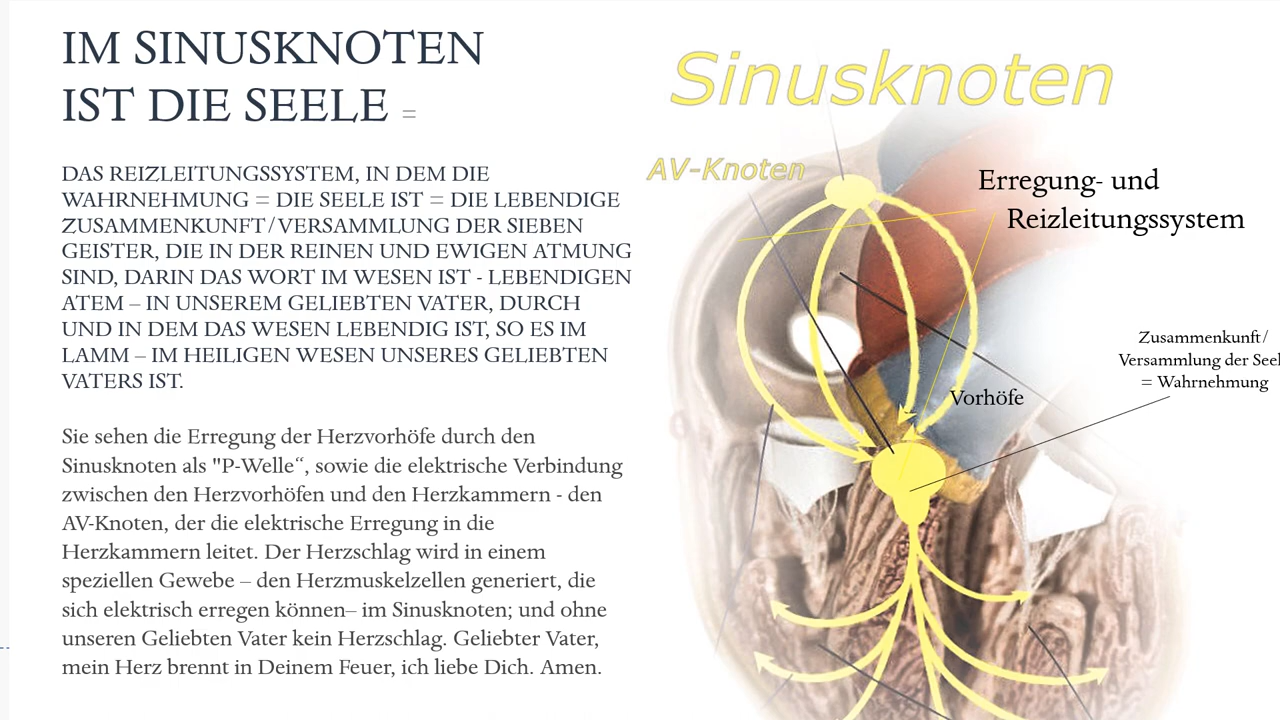 IM SINUSKNOTEN
IST DIE SEELE =
DAS REIZLEITUNGSSYSTEM, IN DEM DIE
WAHRNEHMUNG = DIE SEELE IST = DIE LEBENDIGE
ZUSAMMENKUNFT/VERSAMMLUNG DER SIEBEN
GEISTER, DIE IN DER REINEN UND EWIGEN ATMUNG
SIND, DARIN DAS WORT IM WESEN IST - LEBENDIGEN
ATEM – IN UNSEREM GELIEBTEN VATER, DURCH
UND IN DEM DAS WESEN LEBENDIG IST, SO ES IM
LAMM – IM HEILIGEN WESEN UNSERES GELIEBTEN
VATERS IST.
Sie sehen die Erregung der Herzvorhöfe durch den
Sinusknoten als "P-Welle“, sowie die elektrische Verbindung
zwischen den Herzvorhöfen und den Herzkammern - den
AV-Knoten, der die elektrische Erregung in die
Herzkammern leitet. Der Herzschlag wird in einem
speziellen Gewebe – den Herzmuskelzellen generiert, die
sich elektrisch erregen können– im Sinusknoten; und ohne
unseren Geliebten Vater kein Herzschlag. Geliebter Vater,
mein Herz brennt in Deinem Feuer, ich liebe Dich. Amen.
Sinusknoten
AV-Knoten
Erregung- und
Reizleitungssystem
Zusammenkunft/
Versammlung der Seel
= Wahrnehmung
Vorhöfe